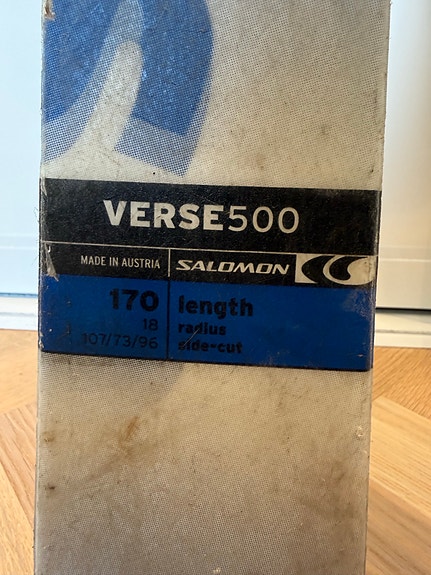 VERSE500
MADE IN AUSTRIA SALOMON
170 length
18 radius
107/73/96 side-cut